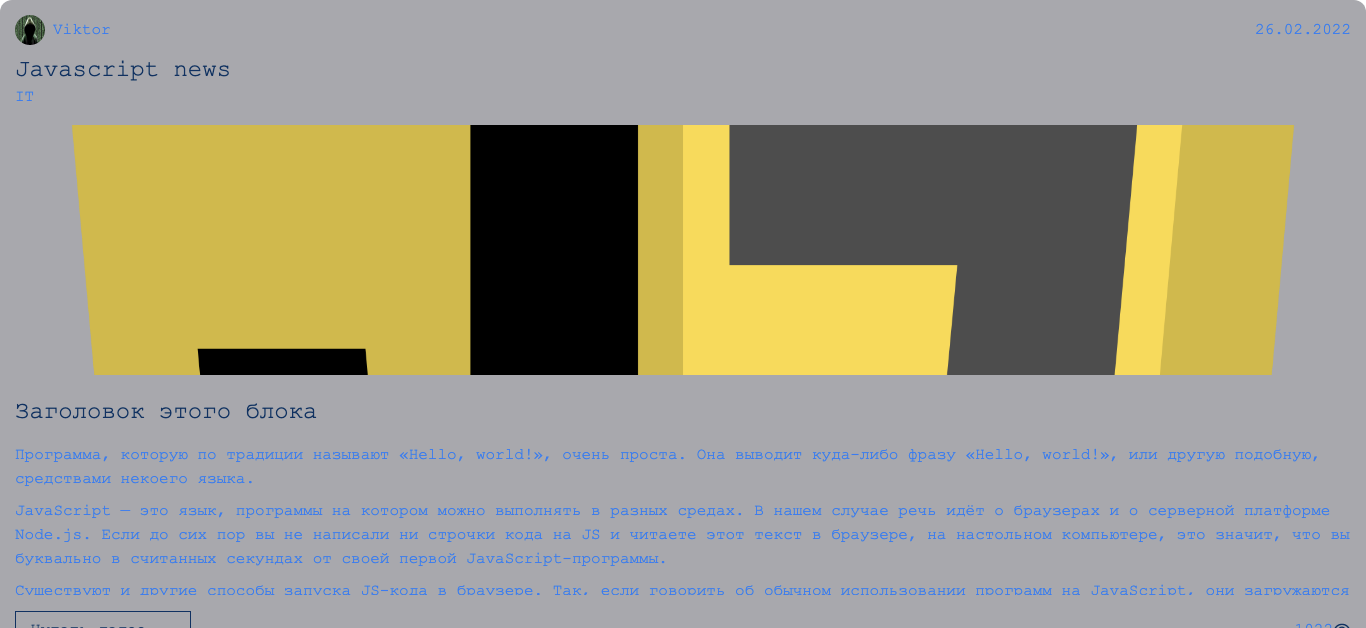 Viktor
26.02.2022
Javascript news
IT
Заголовок этого блока
Программа, которую по традиции называют «Hello, world!», очень проста. Она выводит куда-либо фразу «Hello, world!», или другую подобную,
средствами некоего языка.
JavaScript — это язык, программы на котором можно выполнять в разных средах. В нашем случае речь идёт о браузерах и о серверной платформе
Node.js. Если до сих пор вы не написали ни строчки кода на JS и читаете этот текст в браузере, на настольном компьютере, это значит, что вы
буквально в считанных секундах от своей первой JavaScript-программы.
Существуют и другие способы запуска JS-кода в браузере. Так, если говорить об обычном использовании программ на JavaScript, они загружаются